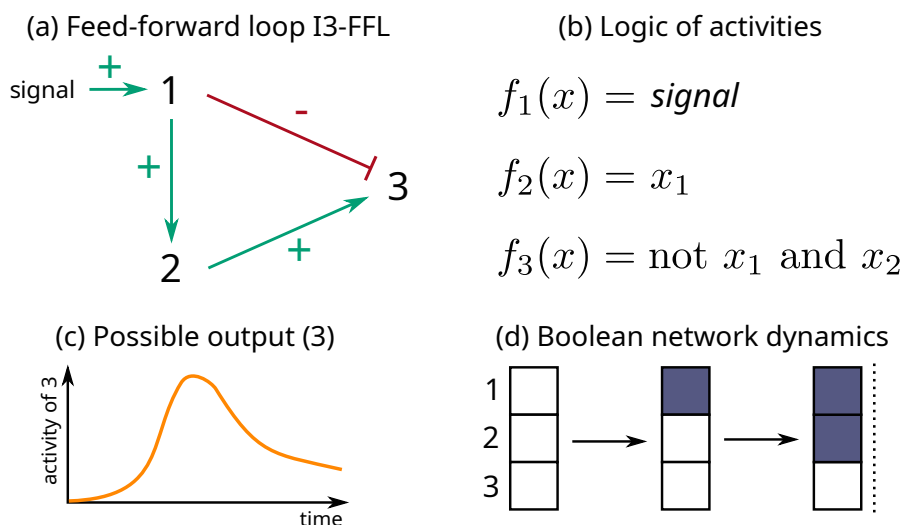 (a) Feed-forward loop I3-FFL
signal
+
1
-
+
3
+
2
(b) Logic of activities
f₁(x) = signal
f₂(x) = x₁
f₃(x) = not x₁ and x₂
(c) Possible output (3)
activity of 3
time
(d) Boolean network dynamics
1
2
3